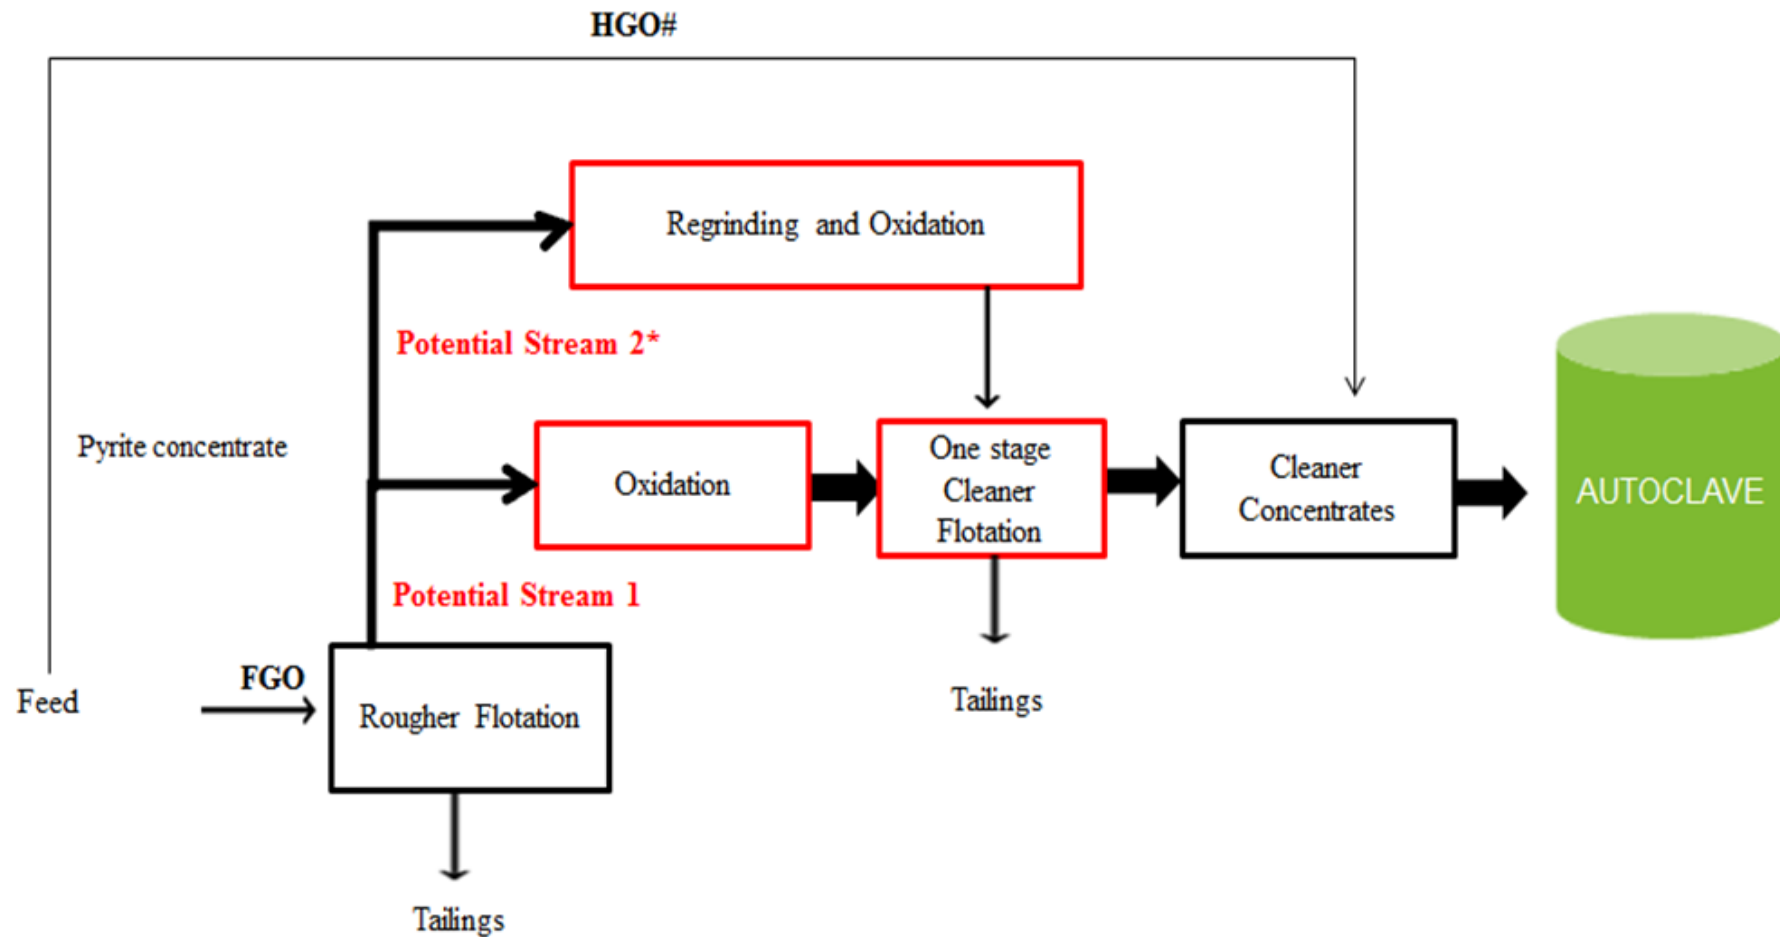 HGO#
Regrinding and Oxidation
Potential Stream 2*
Pyrite concentrate
Oxidation
One stage
Cleaner
Flotation
Cleaner
Concentrates
AUTOCLAVE
Potential Stream 1
Feed
FGO
Rougher Flotation
Tailings
Tailings